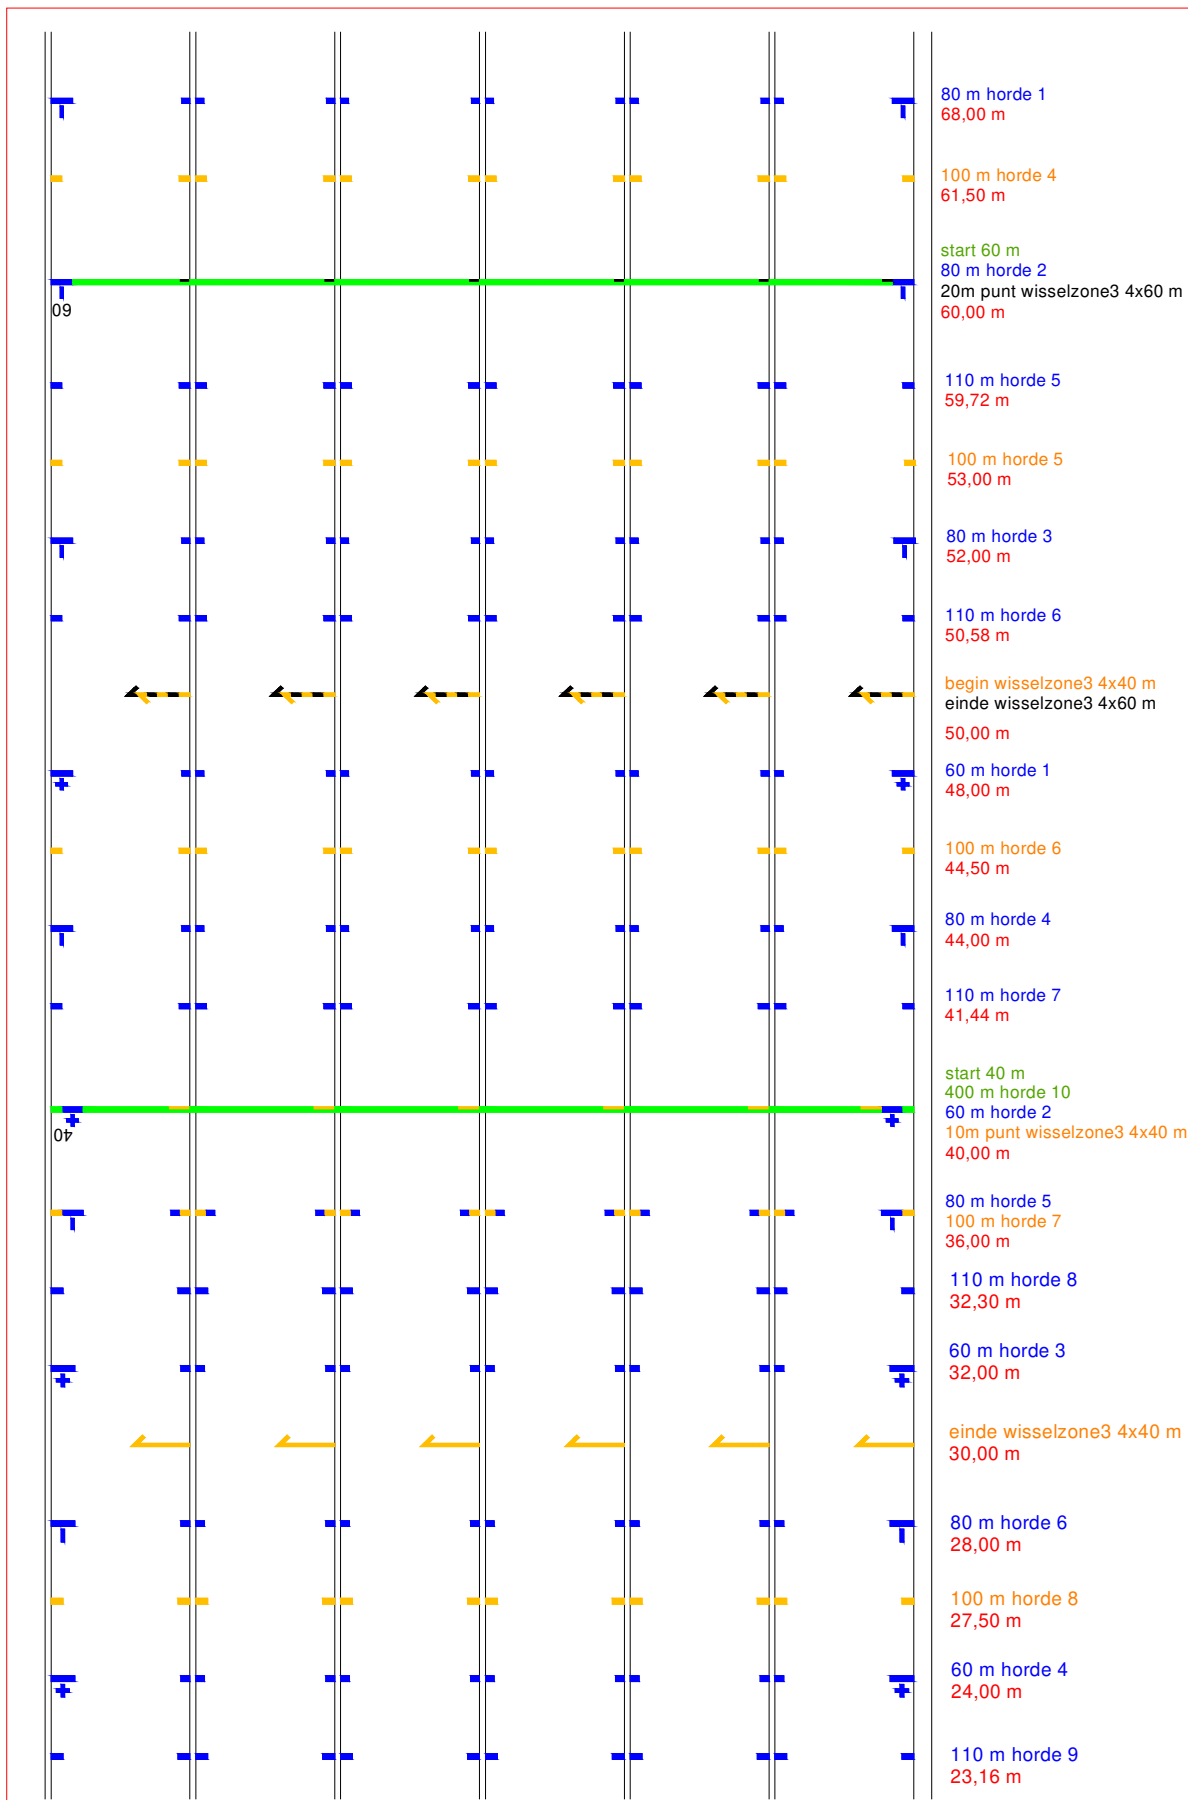 80 m horde 1
68,00 m
100 m horde 4
61,50 m
start 60 m
80 m horde 2
20m punt wisselzone3 4x60 m
60,00 m
60
110 m horde 5
59,72 m
100 m horde 5
53,00 m
80 m horde 3
52,00 m
110 m horde 6
50,58 m
begin wisselzone3 4x40 m
einde wisselzone3 4x60 m
50,00 m
60 m horde 1
48,00 m
100 m horde 6
44,50 m
80 m horde 4
44,00 m
110 m horde 7
41,44 m
start 40 m
400 m horde 10
60 m horde 2
10m punt wisselzone3 4x40 m
40,00 m
40
80 m horde 5
100 m horde 7
36,00 m
110 m horde 8
32,30 m
60 m horde 3
32,00 m
einde wisselzone3 4x40 m
30,00 m
80 m horde 6
28,00 m
100 m horde 8
27,50 m
60 m horde 4
24,00 m
110 m horde 9
23,16 m